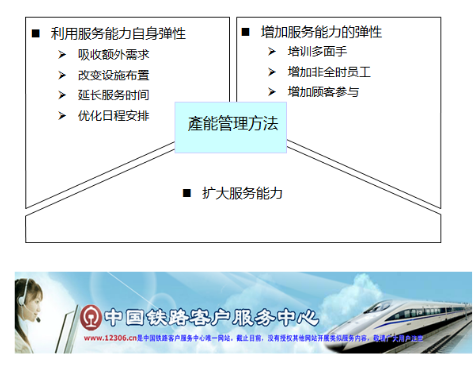 ■ 利用服务能力自身弹性
➢ 吸收额外需求
➢ 改变设施布置
➢ 延长服务时间
➢ 优化日程安排
■ 增加服务能力的弹性
➢ 培训多面手
➢ 增加非全时员工
➢ 增加顾客参与
產能管理方法
■ 扩大服务能力
中国铁路客户服务中心
www.12306.cn是中国铁路客户服务中心唯一网站，截止目前，没有授权其他网站开展类似服务内容，敬请广大用户注意